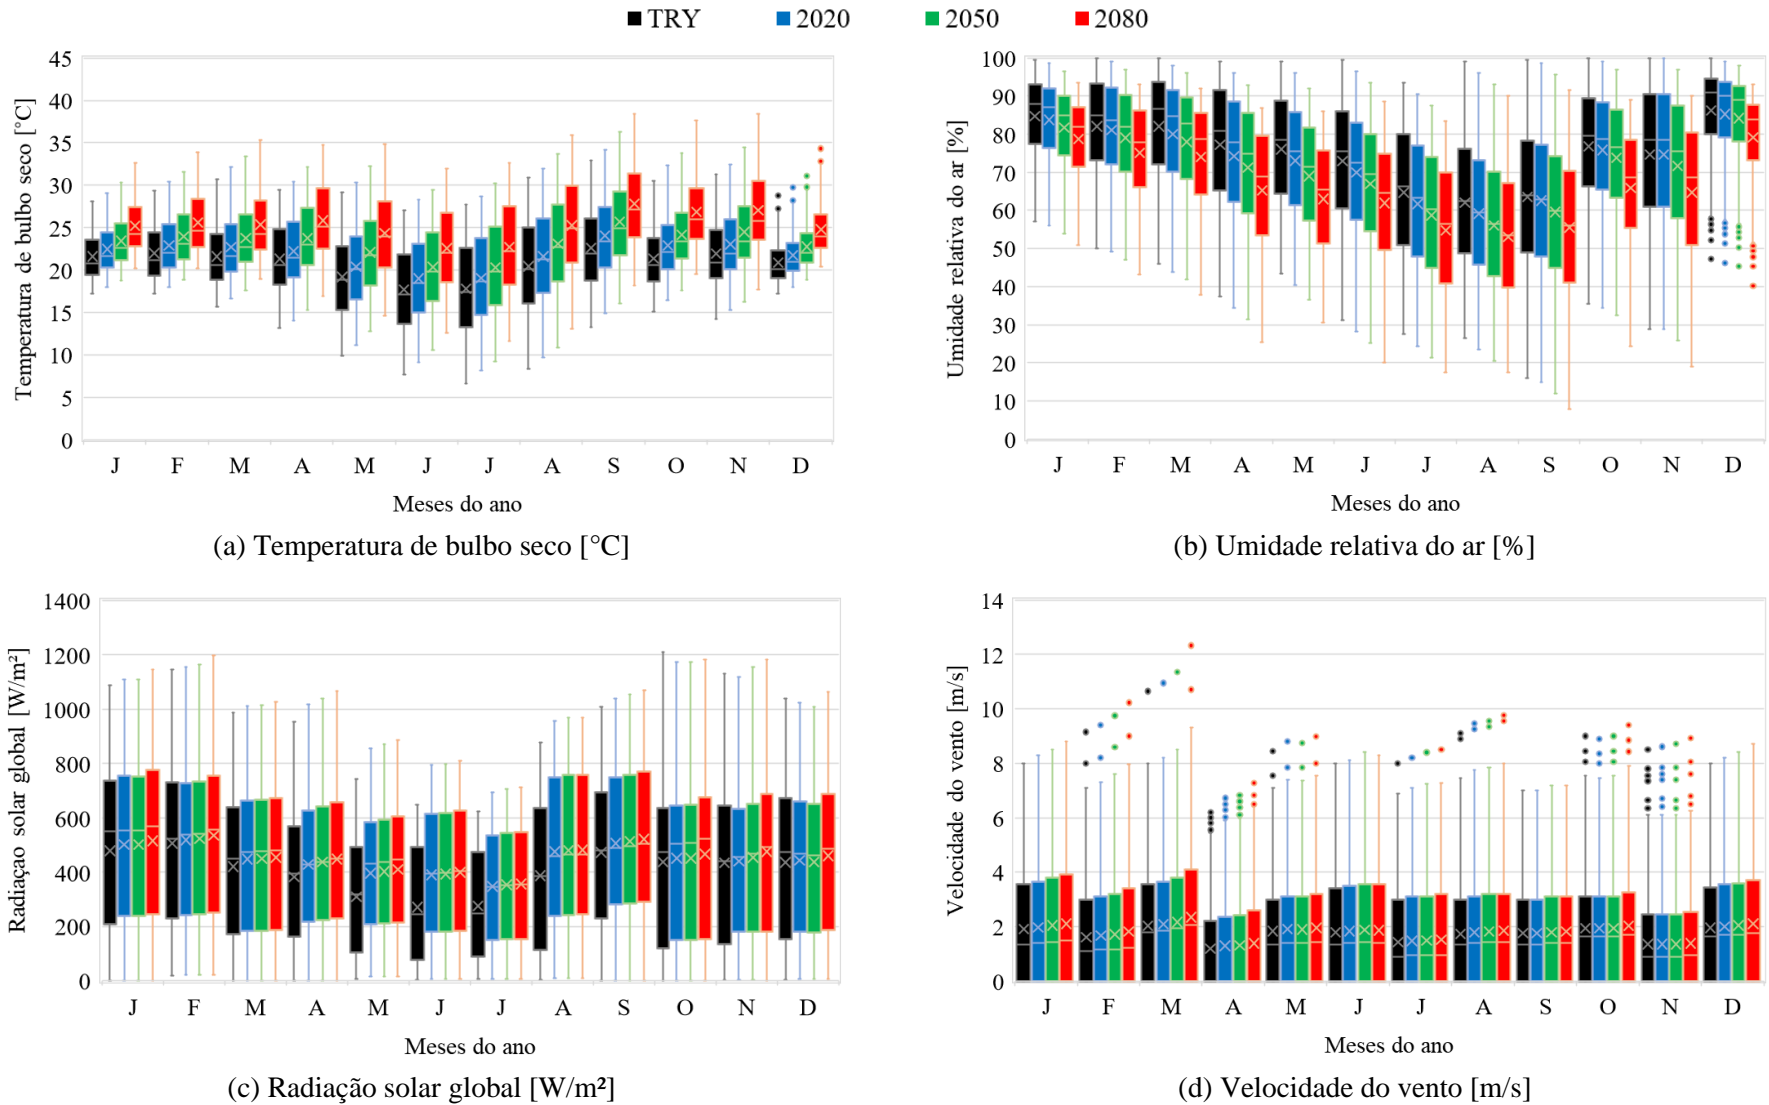 TRY 2020 2050 2080
45
40
35
30
25
20
15
10
5
0
Temperatura de bulbo seco [°C]
J F M A M J J A S O N D
Meses do ano
(a) Temperatura de bulbo seco [°C]
100
90
80
70
60
50
40
30
20
10
0
Umidade relativa do ar [%]
J F M A M J J A S O N D
Meses do ano
(b) Umidade relativa do ar [%]
1400
1200
1000
800
600
400
200
0
Radiação solar global [W/m²]
J F M A M J J A S O N D
Meses do ano
(c) Radiação solar global [W/m²]
14
12
10
8
6
4
2
0
Velocidade do vento [m/s]
J F M A M J J A S O N D
Meses do ano
(d) Velocidade do vento [m/s]